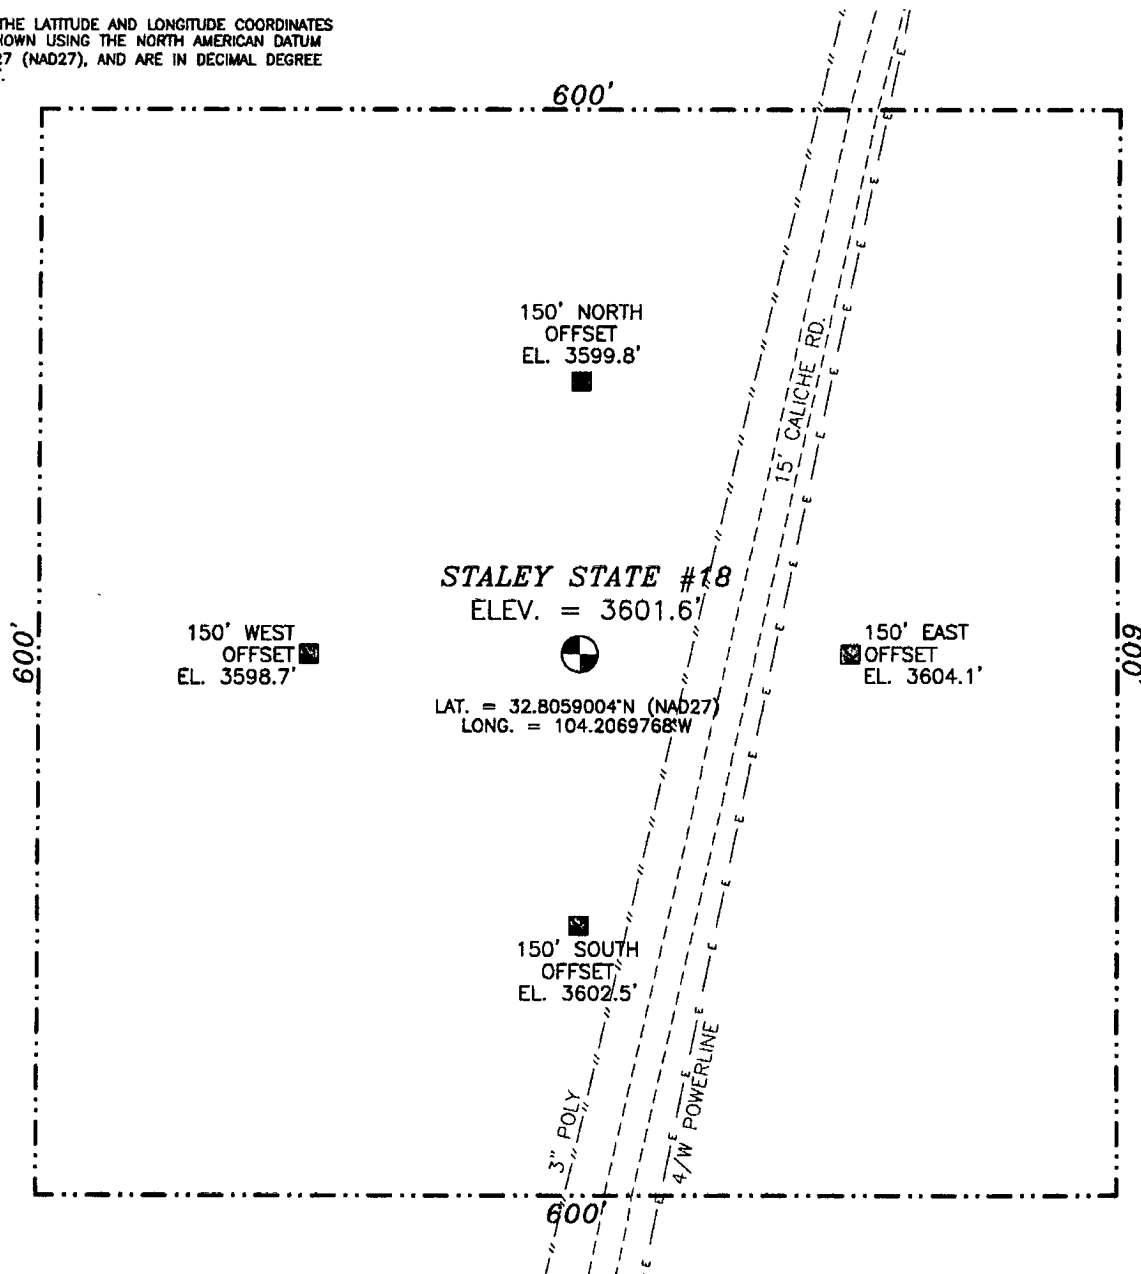 THE LATITUDE AND LONGITUDE COORDINATES
HOWN USING THE NORTH AMERICAN DATUM
27 (NAD27), AND ARE IN DECIMAL DEGREE
600'
150' NORTH
OFFSET
EL. 3599.8'
15' CALICHE RD.
STALEY STATE #18
ELEV. = 3601.6'
600'
150' WEST
OFFSET
EL. 3598.7'
150' EAST
OFFSET
EL. 3604.1'
600'
LAT. = 32.8059004°N (NAD27)
LONG. = 104.2069768°W
150' SOUTH
OFFSET
EL. 3602.5'
3" POLY
4/W POWERLINE
600'